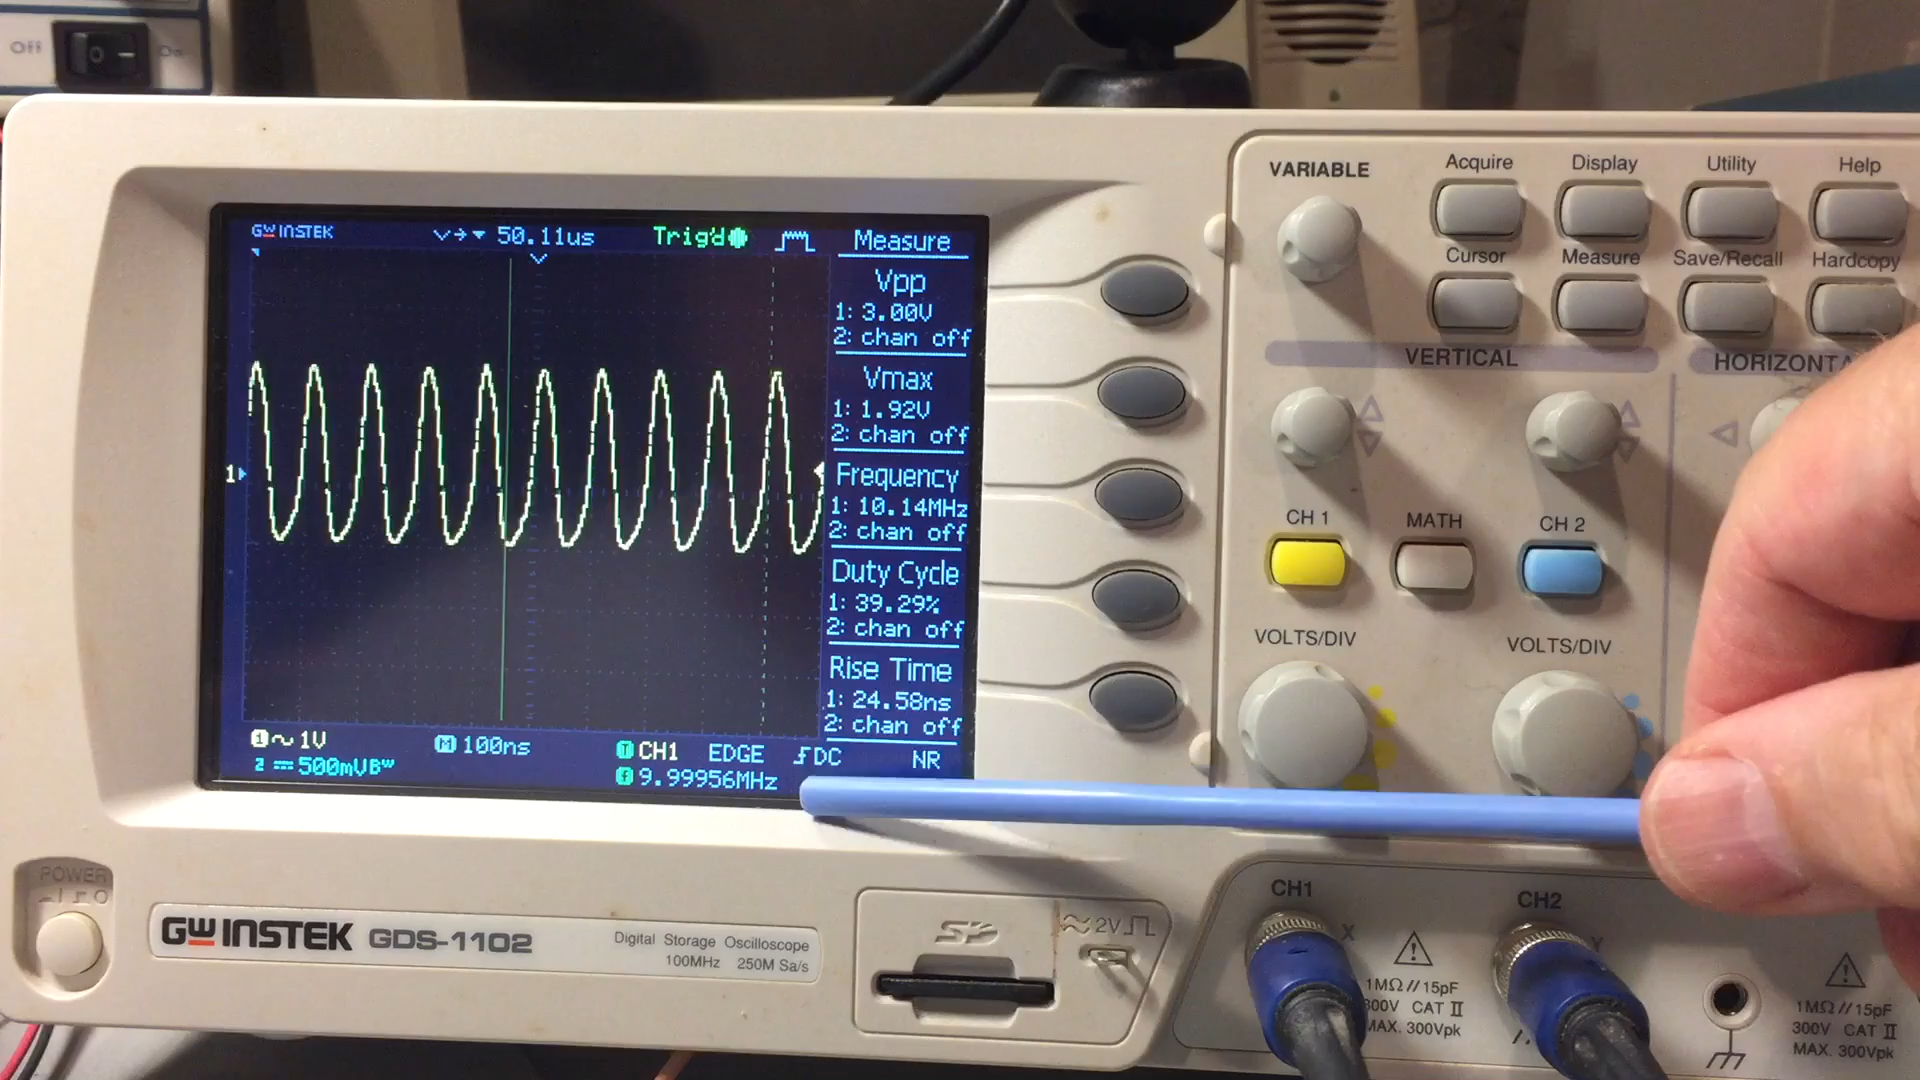 Off On
VARIABLE
Acquire Display Utility Help
Cursor Measure Save/Recall Hardcopy
GW INSTEK 50.11us Trig'd Measure
Vpp
1: 3.00V
2: chan off
Vmax
1: 1.92V
2: chan off
Frequency
1: 10.14MHz
2: chan off
Duty Cycle
1: 39.29%
2: chan off
Rise Time
1: 24.58ns
2: chan off
1
1 1V M 100ns T CH1 EDGE DC NR
2 500mV BW f 9.99956MHz
VERTICAL HORIZONTA
CH 1 MATH CH 2
VOLTS/DIV VOLTS/DIV
POWER
GW INSTEK GDS-1102
Digital Storage Oscilloscope
100MHz 250M Sa/s
SD
≈2V
CH1 X
1MΩ//15pF
300V CAT II
MAX. 300Vpk
CH2 Y
1MΩ//15pF
300V CAT II
MAX. 300Vpk